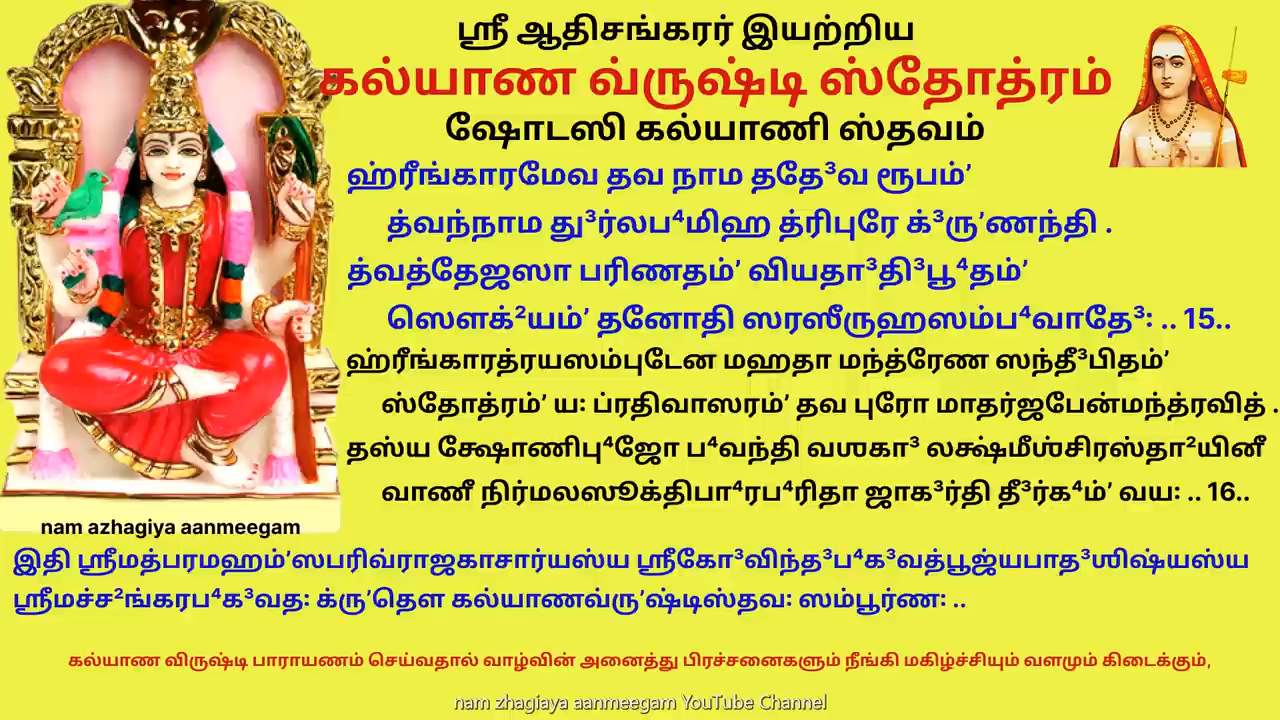 ஸ்ரீ ஆதிசங்கரர் இயற்றிய
கல்யாண வ்ருஷ்டி ஸ்தோத்ரம்
ஷோடஸி கல்யாணி ஸ்தவம்
ஹ்ரீங்காரமேவ தவ நாம ததே³வ ரூபம்ʼ
த்வந்நாம து³ர்லப⁴மிஹ த்ரிபுரே க்³ருʼணந்தி .
த்வத்தேஜஸா பரிணதம்ʼ வியதா³தி³பூ⁴தம்ʼ
ஸௌக்²யம்ʼ தனோதி ஸரஸீருஹஸம்ப⁴வாதே³꞉ .. 15..
ஹ்ரீங்காரத்ரயஸம்புடேன மஹதா மந்த்ரேண ஸந்தீ³பிதம்ʼ
ஸ்தோத்ரம்ʼ ய꞉ ப்ரதிவாஸரம்ʼ தவ புரோ மாதர்ஜபேன்மந்த்ரவித் .
தஸ்ய க்ஷோணிபு⁴ஜோ ப⁴வந்தி வஶகா³ லக்ஷ்மீஶ்சிரஸ்தா²யினீ
வாணீ நிர்மலஸூக்திபா⁴ரப⁴ரிதா ஜாக³ர்தி தீ³ர்க⁴ம்ʼ வய꞉ .. 16..
nam azhagiya aanmeegam
இதி ஸ்ரீமத்பரமஹம்ʼஸபரிவ்ராஜகாசார்யஸ்ய ஸ்ரீகோ³விந்த³ப⁴க³வத்பூஜ்யபாத³ஶிஷ்யஸ்ய
ஸ்ரீமச்ச²ங்கரப⁴க³வத꞉ க்ருʼதௌ கல்யாணவ்ருʼஷ்டிஸ்தவ꞉ ஸம்பூர்ண꞉ ..
கல்யாண விருஷ்டி பாராயணம் செய்வதால் வாழ்வின் அனைத்து பிரச்சனைகளும் நீங்கி மகிழ்ச்சியும் வளமும் கிடைக்கும்,
nam zhagiaya aanmeegam YouTube Channel